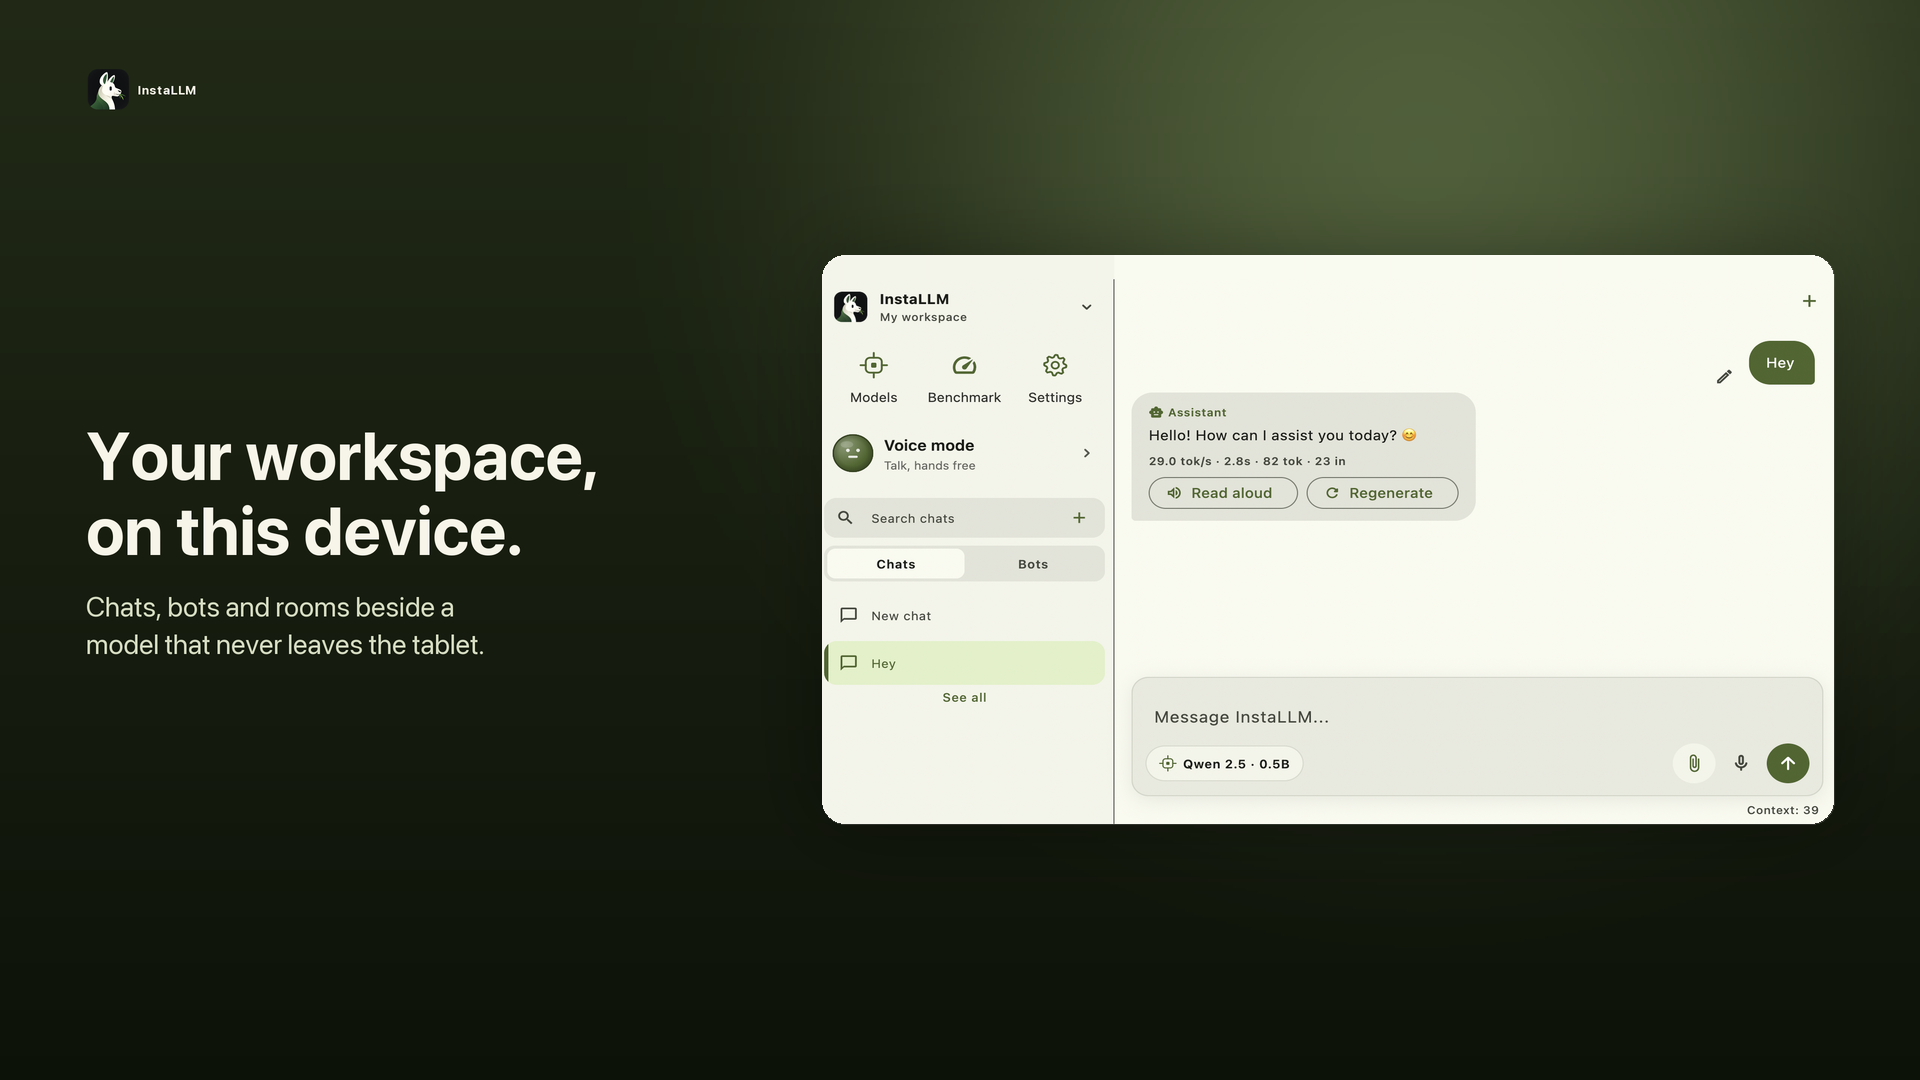 InstaLLM
Your workspace,
on this device.
Chats, bots and rooms beside a
model that never leaves the tablet.
InstaLLM
My workspace
Models
Benchmark
Settings
Voice mode
Talk, hands free
Search chats
Chats
Bots
New chat
Hey
See all
Hey
Assistant
Hello! How can I assist you today? 😊
29.0 tok/s · 2.8s · 82 tok · 23 in
Read aloud
Regenerate
Message InstaLLM...
Qwen 2.5 · 0.5B
Context: 39